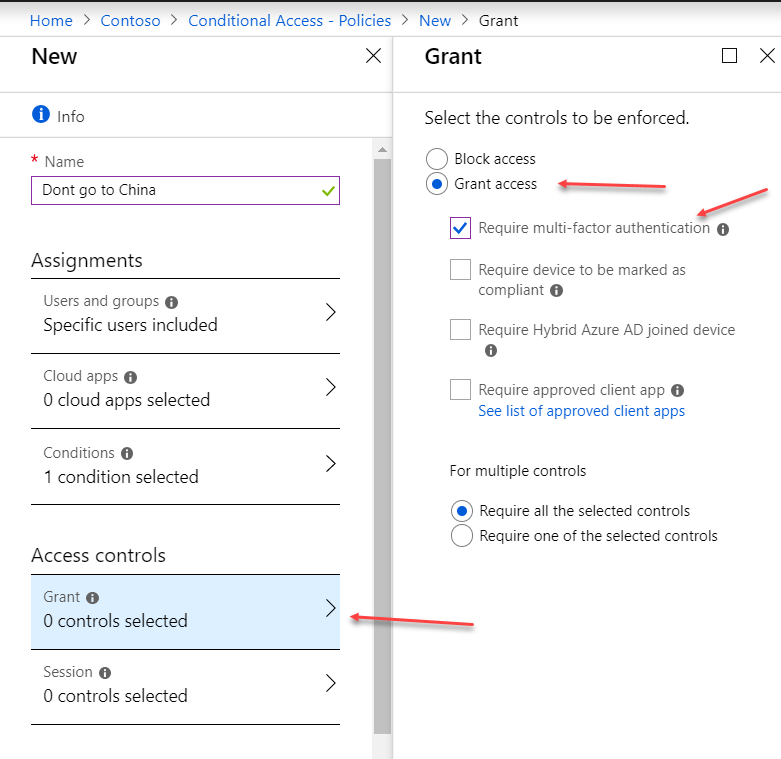 Home > Contoso > Conditional Access - Policies > New > Grant
New
Info
* Name
Dont go to China
Assignments
Users and groups
Specific users included
Cloud apps
0 cloud apps selected
Conditions
1 condition selected
Access controls
Grant
0 controls selected
Session
0 controls selected
Grant
Select the controls to be enforced.
Block access
Grant access
Require multi-factor authentication
Require device to be marked as
compliant
Require Hybrid Azure AD joined device
Require approved client app
See list of approved client apps
For multiple controls
Require all the selected controls
Require one of the selected controls